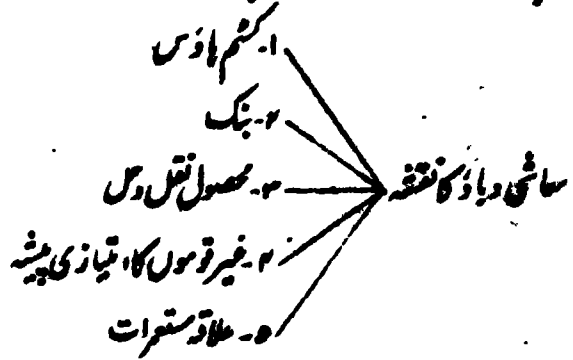 معاشی دباؤ کا نقشہ
۱۔ کسٹم ہاؤس
۲۔ بنک
۳۔ محصول نقل وحل
۴۔ غیر قوموں کا امتیازی پیشہ
۵۔ علاقہ مستعمرات